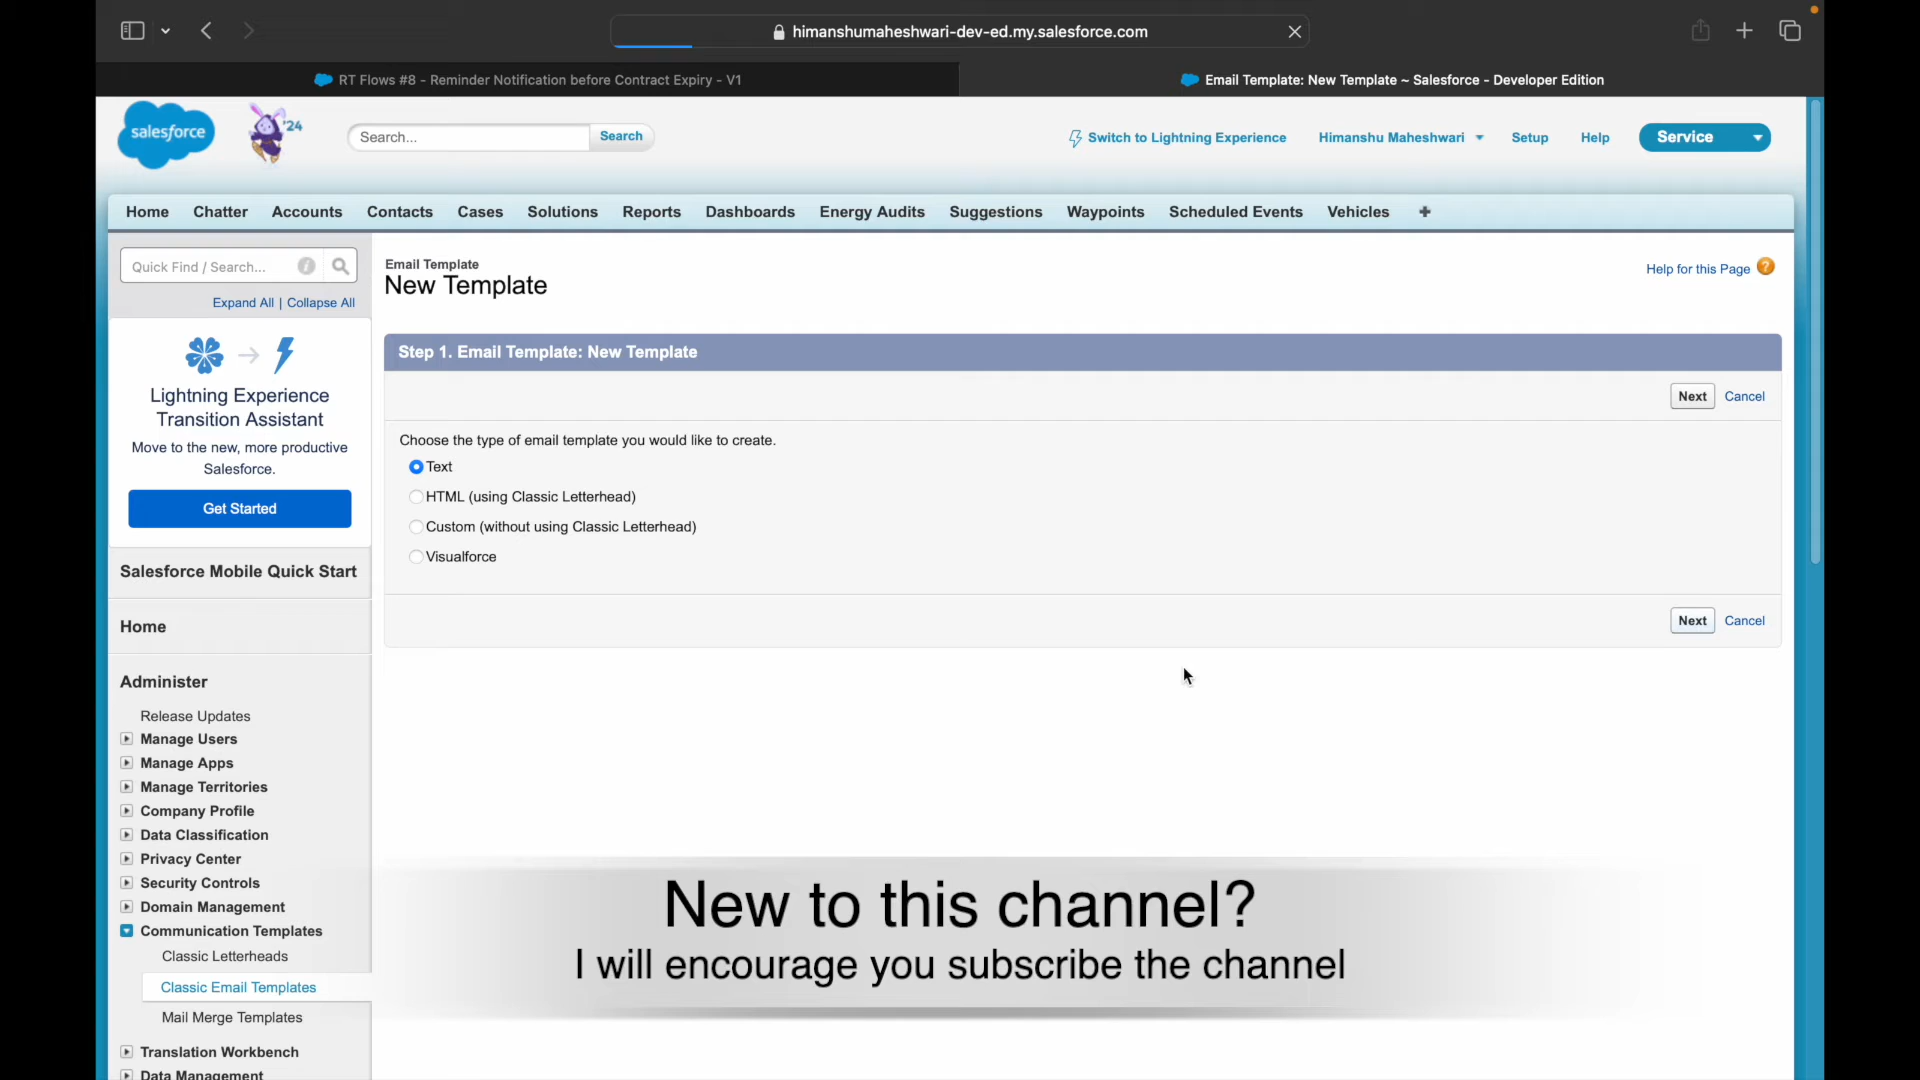 himanshumaheshwari-dev-ed.my.salesforce.com
RT Flows #8 - Reminder Notification before Contract Expiry - V1
Email Template: New Template ~ Salesforce - Developer Edition
salesforce
'24
Search...
Search
Switch to Lightning Experience
Himanshu Maheshwari
Setup
Help
Service
Home
Chatter
Accounts
Contacts
Cases
Solutions
Reports
Dashboards
Energy Audits
Suggestions
Waypoints
Scheduled Events
Vehicles
Quick Find / Search...
Expand All | Collapse All
Lightning Experience
Transition Assistant
Move to the new, more productive
Salesforce.
Get Started
Salesforce Mobile Quick Start
Home
Administer
Release Updates
Manage Users
Manage Apps
Manage Territories
Company Profile
Data Classification
Privacy Center
Security Controls
Domain Management
Communication Templates
Classic Letterheads
Classic Email Templates
Mail Merge Templates
Translation Workbench
Data Management
Email Template
New Template
Help for this Page
Step 1. Email Template: New Template
Next Cancel
Choose the type of email template you would like to create.
Text
HTML (using Classic Letterhead)
Custom (without using Classic Letterhead)
Visualforce
Next Cancel
New to this channel?
I will encourage you subscribe the channel